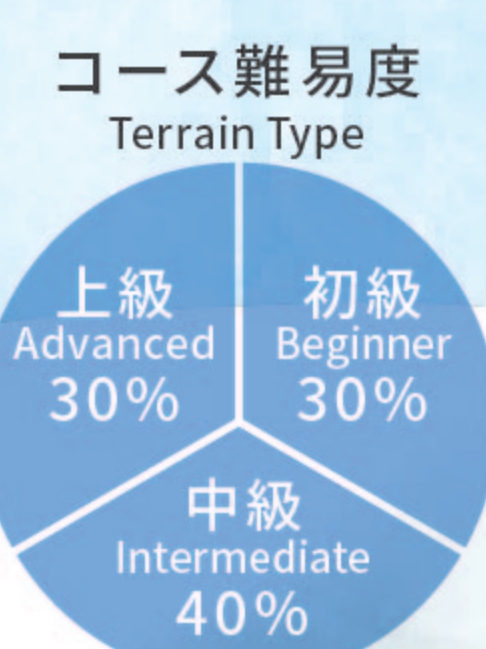 コース難易度
Terrain Type
上級
Advanced
30%
初級
Beginner
30%
中級
Intermediate
40%